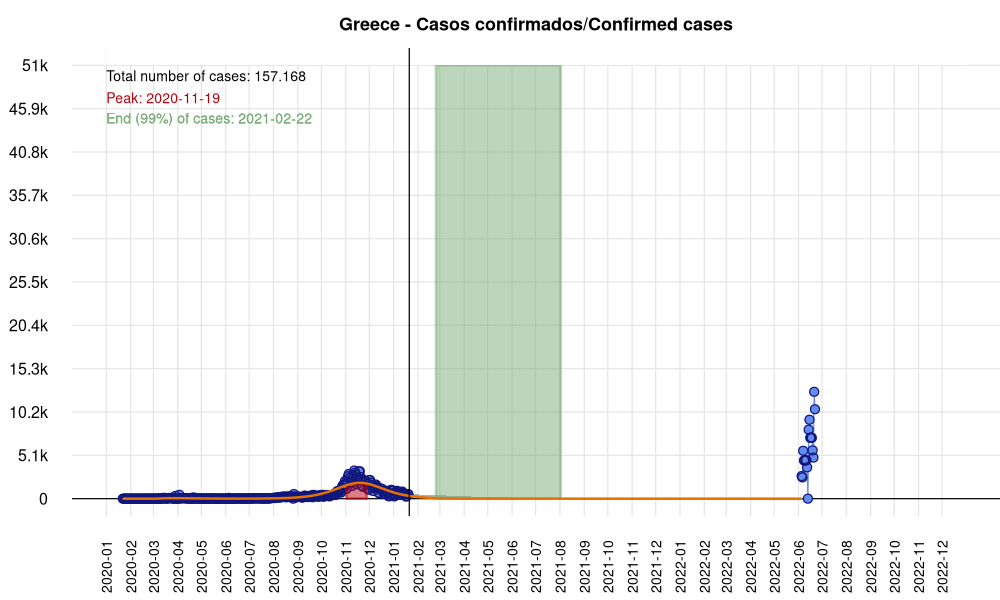 Greece - Casos confirmados/Confirmed cases
Total number of cases: 157.168
Peak: 2020-11-19
End (99%) of cases: 2021-02-22
51k
45.9k
40.8k
35.7k
30.6k
25.5k
20.4k
15.3k
10.2k
5.1k
0
2020-01
2020-02
2020-03
2020-04
2020-05
2020-06
2020-07
2020-08
2020-09
2020-10
2020-11
2020-12
2021-01
2021-02
2021-03
2021-04
2021-05
2021-06
2021-07
2021-08
2021-09
2021-10
2021-11
2021-12
2022-01
2022-02
2022-03
2022-04
2022-05
2022-06
2022-07
2022-08
2022-09
2022-10
2022-11
2022-12